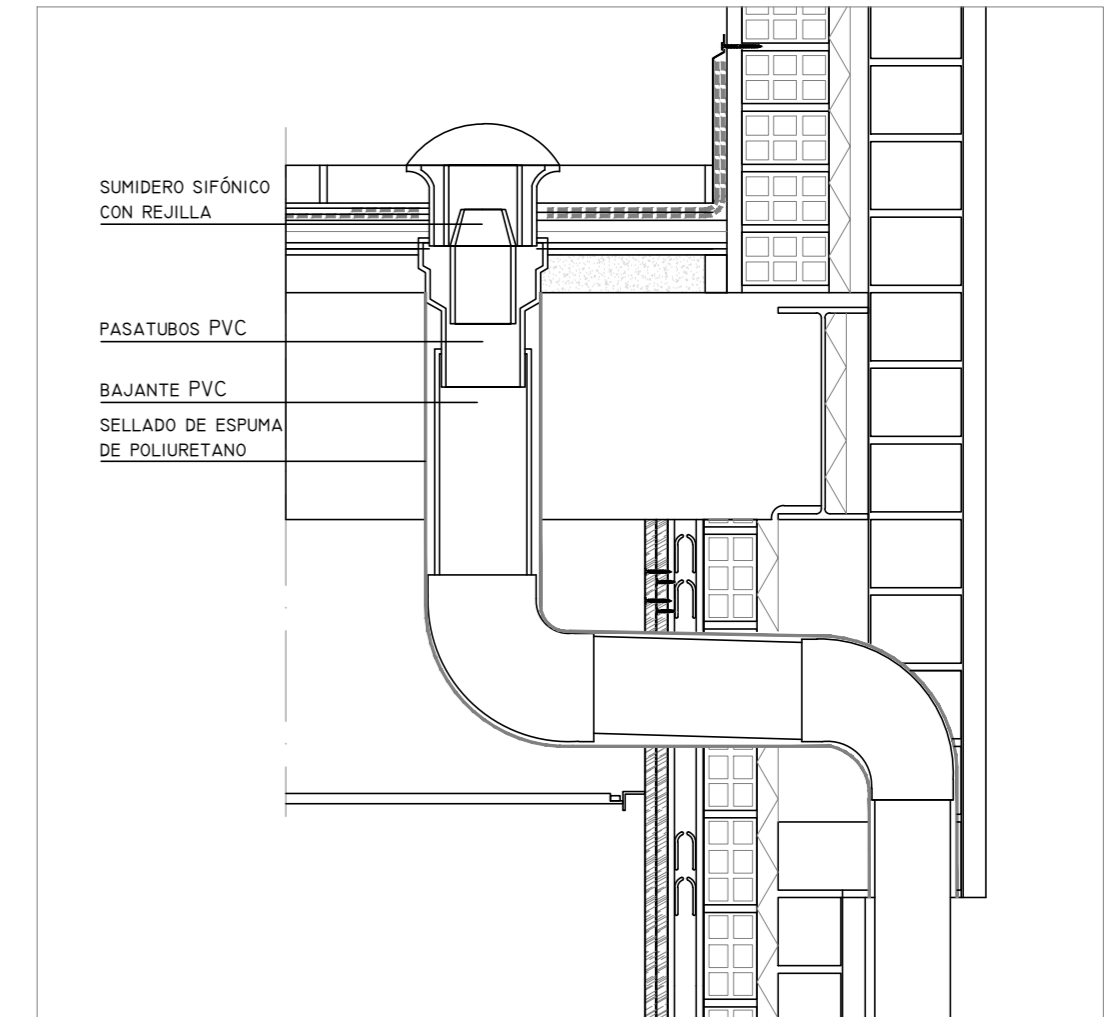 SUMIDERO SIFÓNICO
CON REJILLA
PASATUBOS PVC
BAJANTE PVC
SELLADO DE ESPUMA
DE POLIURETANO